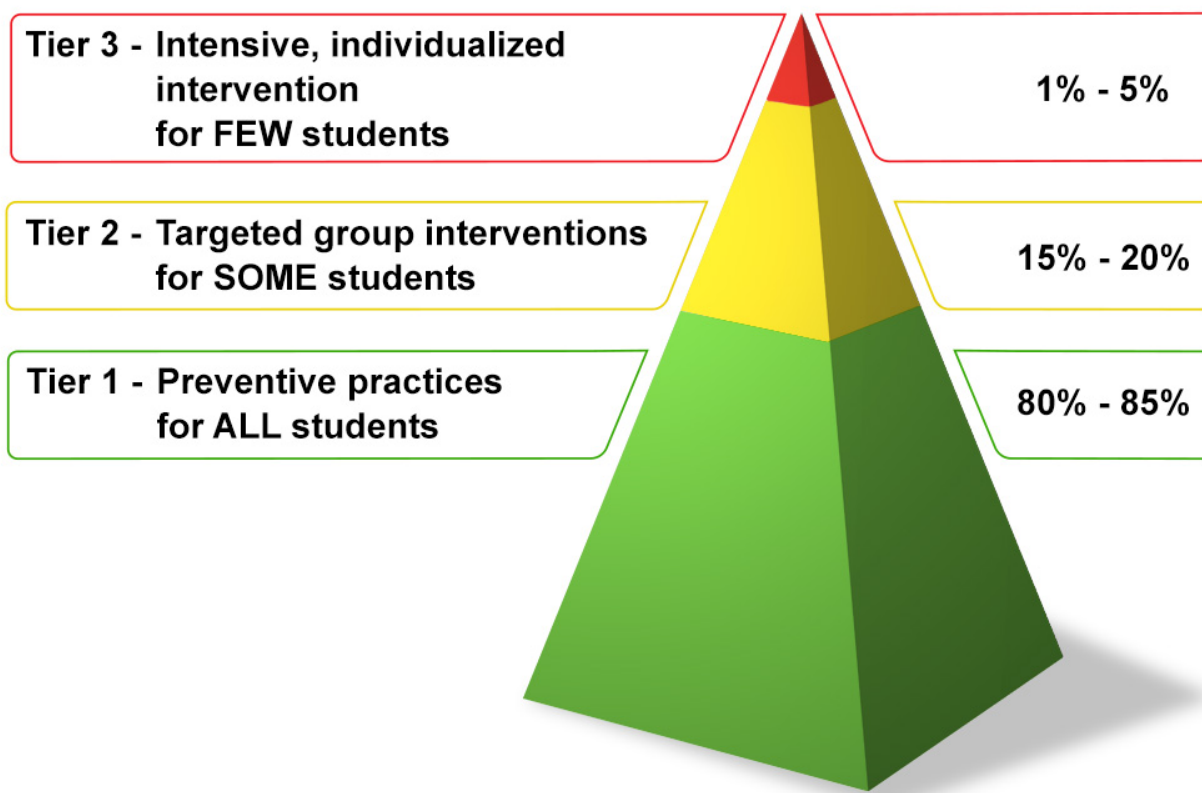 Tier 3 - Intensive, individualized
intervention
for FEW students
1% - 5%
Tier 2 - Targeted group interventions
for SOME students
15% - 20%
Tier 1 - Preventive practices
for ALL students
80% - 85%